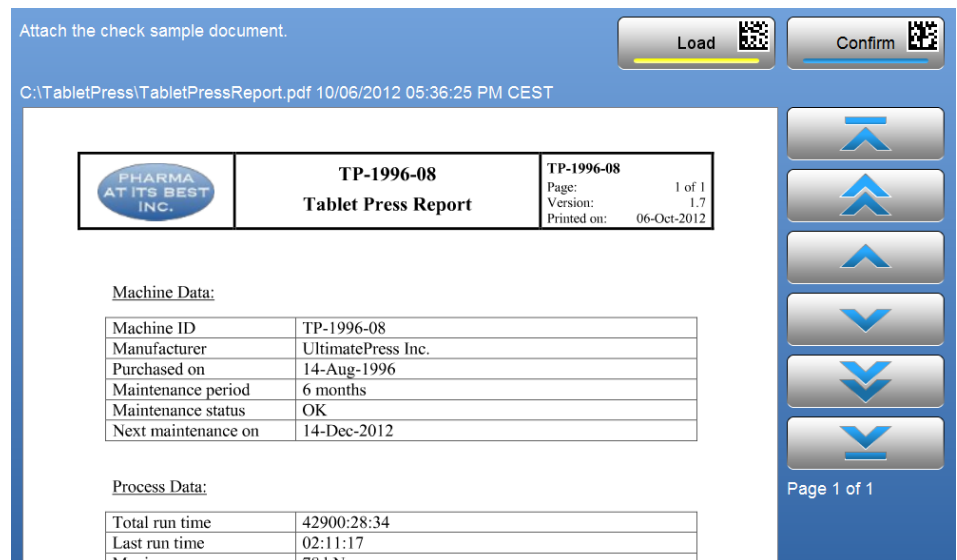 Attach the check sample document.
Load
Confirm
C:\TabletPress\TabletPressReport.pdf 10/06/2012 05:36:25 PM CEST
PHARMA
AT ITS BEST
INC.
TP-1996-08
Tablet Press Report
TP-1996-08
Page: 1 of 1
Version: 1.7
Printed on: 06-Oct-2012
Machine Data:
Machine ID TP-1996-08
Manufacturer UltimatePress Inc.
Purchased on 14-Aug-1996
Maintenance period 6 months
Maintenance status OK
Next maintenance on 14-Dec-2012
Process Data:
Total run time 42900:28:34
Last run time 02:11:17
Page 1 of 1